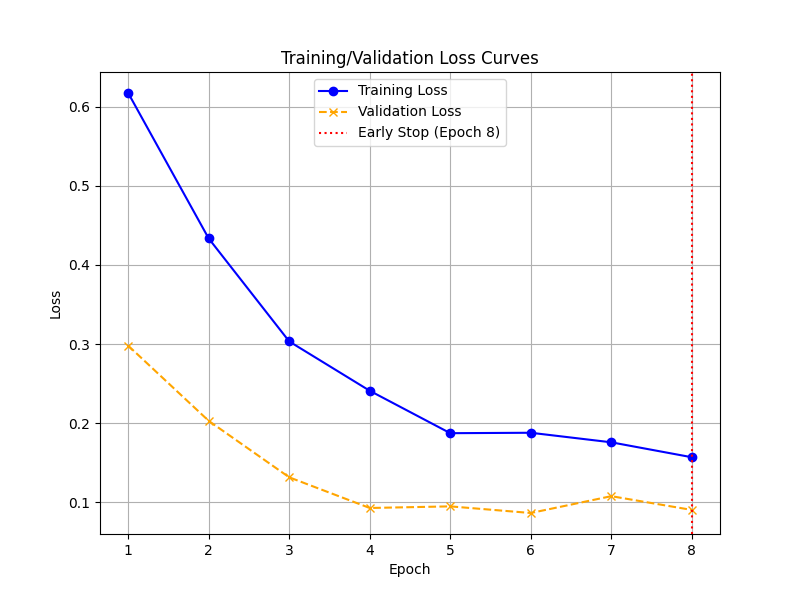 Training/Validation Loss Curves
Training Loss
Validation Loss
Early Stop (Epoch 8)
Loss
0.6
0.5
0.4
0.3
0.2
0.1
1 2 3 4 5 6 7 8
Epoch